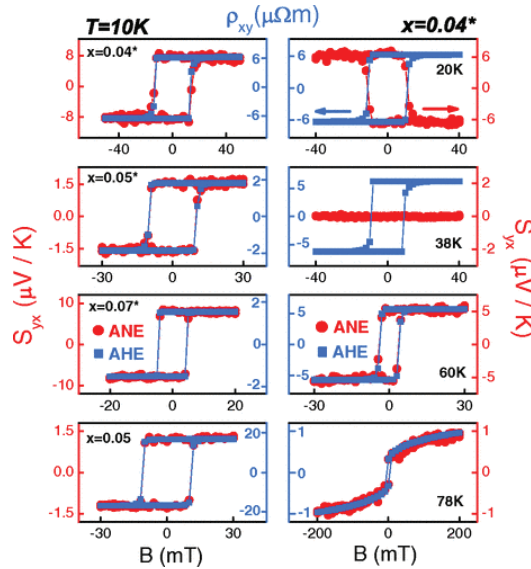 T=10K ρxy(μΩm) x=0.04*
x=0.04*
8
0
-8
6
0
-6
-40 0 40
20K
6
0
-6
6
3
0
-3
-6
-40 0 40
x=0.05*
1.5
0.0
-1.5
2
0
-2
-30 0 30
38K
5
0
-5
2
0
-2
-40 0 40
x=0.07*
10
0
-10
2
0
-2
ANE
AHE
-20 0 20
60K
5
0
-5
5
0
-5
ANE
AHE
-30 0 30
x=0.05
1.5
0.0
-1.5
20
0
-20
-30 0 30
78K
1
0
-1
1
0
-1
-200 0 200
Syx (μV / K)
Syx (μV / K)
B (mT) B (mT)